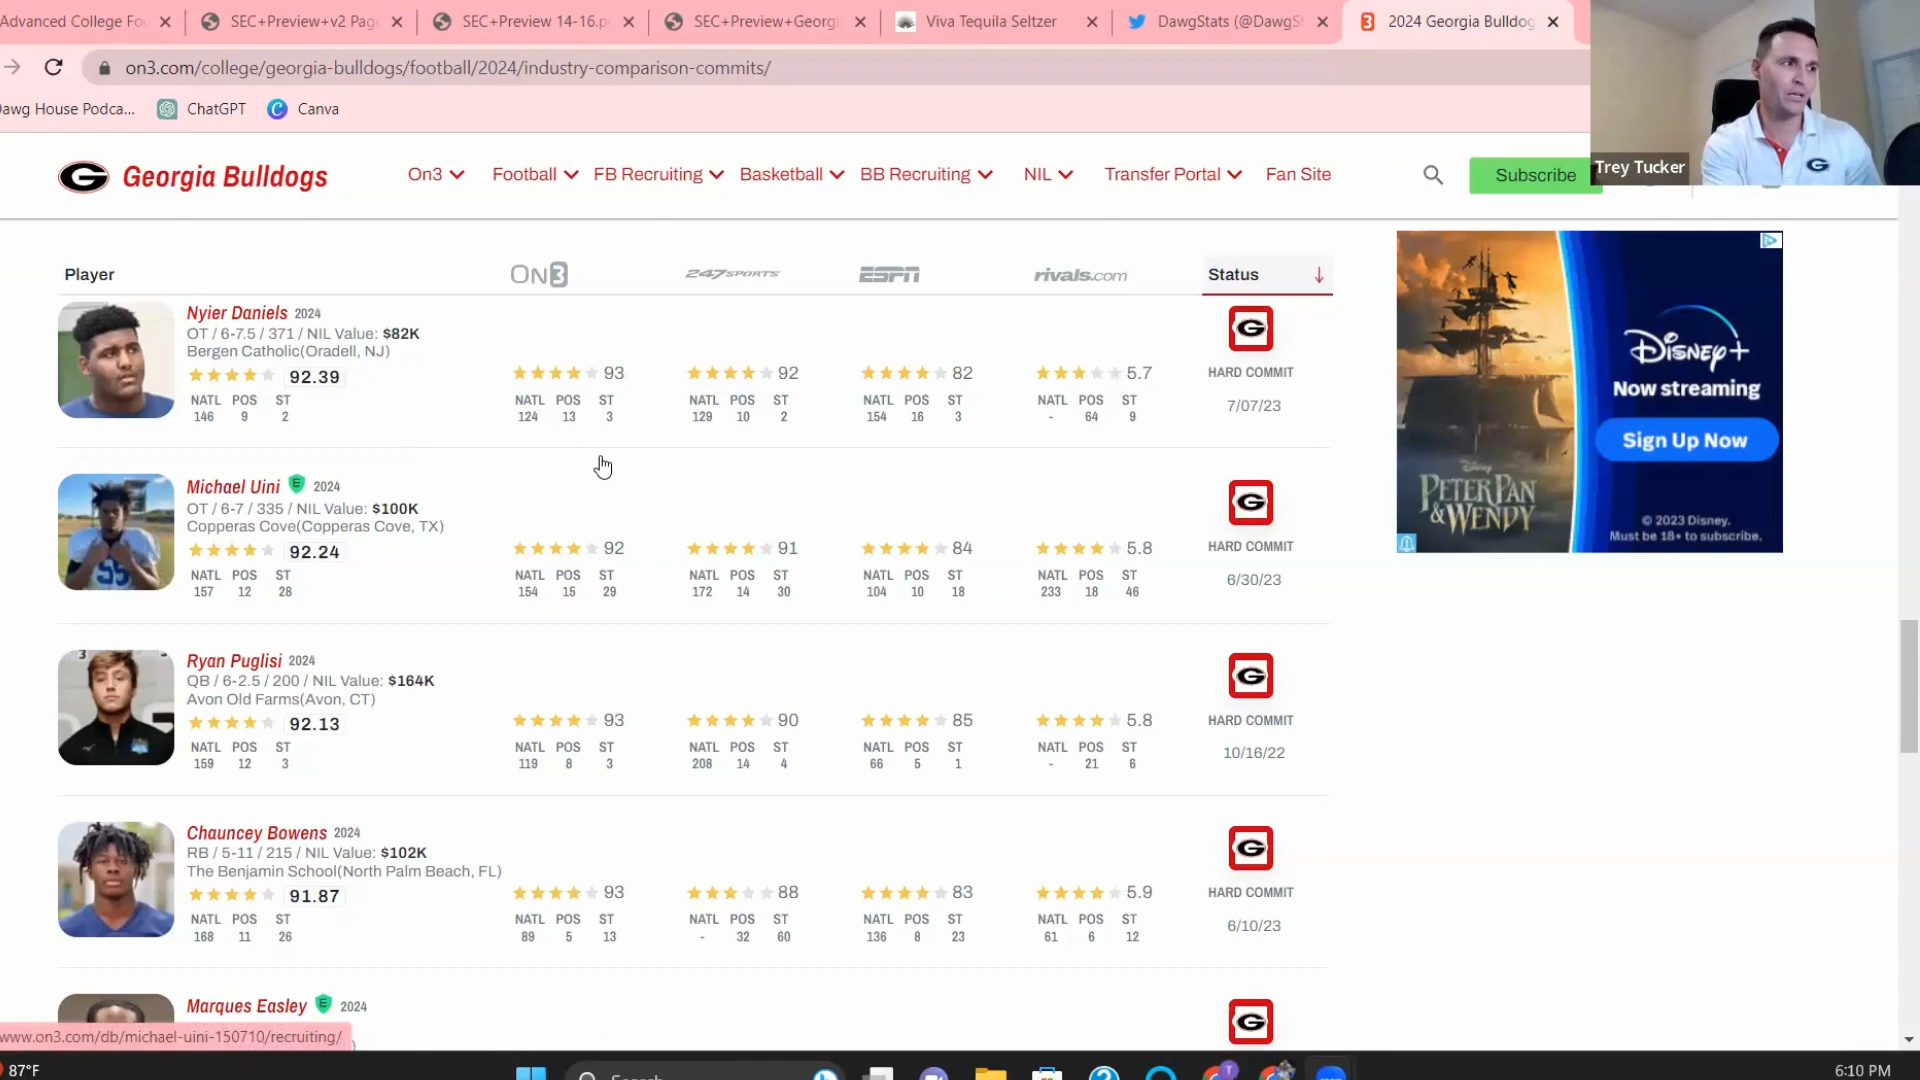 Advanced College Fo
SEC+Preview+v2 Pag
SEC+Preview 14-16.p
SEC+Preview+Georgi
Viva Tequila Seltzer
DawgStats (@DawgSt
2024 Georgia Bulldog
on3.com/college/georgia-bulldogs/football/2024/industry-comparison-commits/
Dawg House Podca...
ChatGPT
Canva
Trey Tucker
G Georgia Bulldogs
On3
Football
FB Recruiting
Basketball
BB Recruiting
NIL
Transfer Portal
Fan Site
Subscribe
Player
ON3
247SPORTS
ESPN
rivals.com
Status
Nyier Daniels 2024
OT / 6-7.5 / 371 / NIL Value: $82K
Bergen Catholic(Oradell, NJ)
92.39
NATL POS ST
146 9 2
93
NATL POS ST
124 13 3
92
NATL POS ST
129 10 2
82
NATL POS ST
154 16 3
5.7
NATL POS ST
- 64 9
G
HARD COMMIT
7/07/23
Michael Uini E 2024
OT / 6-7 / 335 / NIL Value: $100K
Copperas Cove(Copperas Cove, TX)
92.24
NATL POS ST
157 12 28
92
NATL POS ST
154 15 29
91
NATL POS ST
172 14 30
84
NATL POS ST
104 10 18
5.8
NATL POS ST
233 18 46
G
HARD COMMIT
6/30/23
Ryan Puglisi 2024
QB / 6-2.5 / 200 / NIL Value: $164K
Avon Old Farms(Avon, CT)
92.13
NATL POS ST
159 12 3
93
NATL POS ST
119 8 3
90
NATL POS ST
208 14 4
85
NATL POS ST
66 5 1
5.8
NATL POS ST
- 21 6
G
HARD COMMIT
10/16/22
Chauncey Bowens 2024
RB / 5-11 / 215 / NIL Value: $102K
The Benjamin School(North Palm Beach, FL)
91.87
NATL POS ST
168 11 26
93
NATL POS ST
89 5 13
88
NATL POS ST
- 32 60
83
NATL POS ST
136 8 23
5.9
NATL POS ST
61 6 12
G
HARD COMMIT
6/10/23
Marques Easley E 2024
G
www.on3.com/db/michael-uini-150710/recruiting/
Disney+
Now streaming
Sign Up Now
Disney
PETER PAN
& WENDY
© 2023 Disney.
Must be 18+ to subscribe.
87°F
Search
6:10 PM